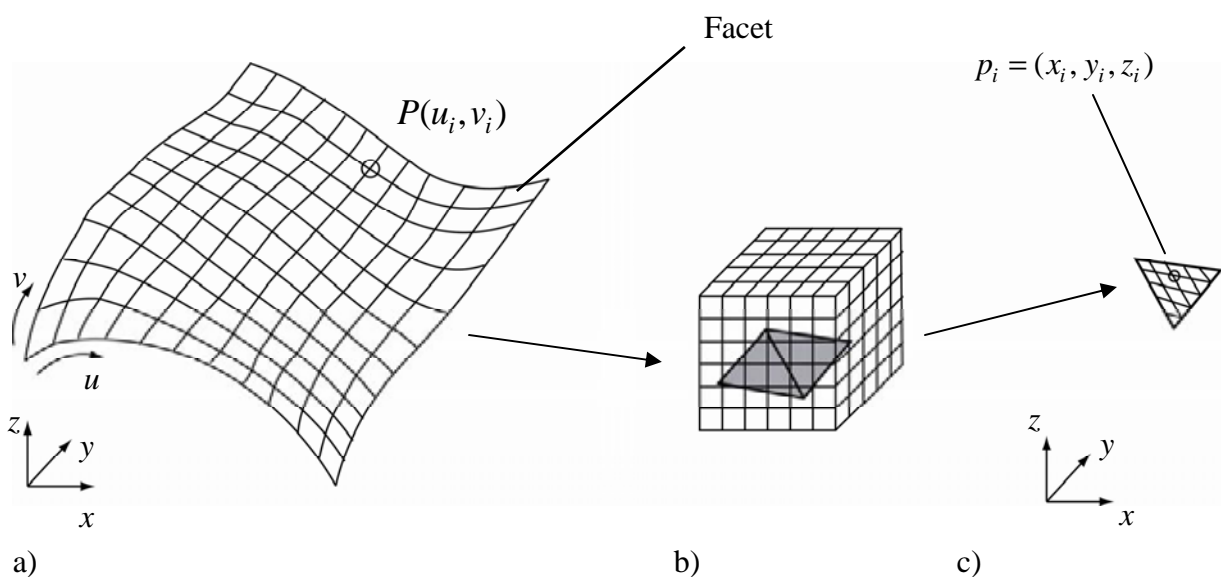 Facet
p_i = (x_i, y_i, z_i)
P(u_i, v_i)
v
u
z
y
x
z
y
x
a)
b)
c)